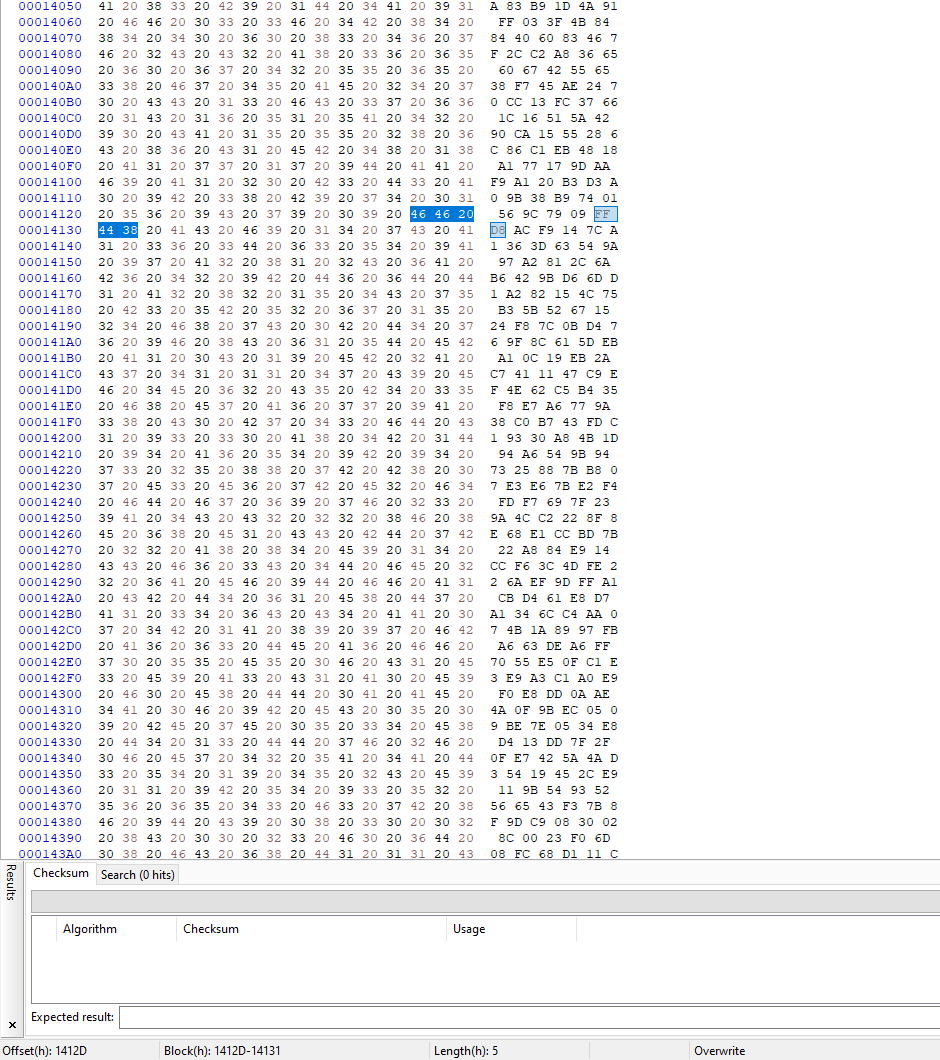 00014050 41 20 38 33 20 42 39 20 31 44 20 34 41 20 39 31 A 83 B9 1D 4A 91
00014060 20 46 46 20 30 33 20 33 46 20 34 42 20 38 34 20 FF 03 3F 4B 84
00014070 38 34 20 34 30 20 36 30 20 38 33 20 34 36 20 37 84 40 60 83 46 7
00014080 46 20 32 43 20 43 32 20 41 38 20 33 36 20 36 35 F 2C C2 A8 36 65
00014090 20 36 30 20 36 37 20 34 32 20 35 35 20 36 35 20 60 67 42 55 65
000140A0 33 38 20 46 37 20 34 35 20 41 45 20 32 34 20 37 38 F7 45 AE 24 7
000140B0 30 20 43 43 20 31 33 20 46 43 20 33 37 20 36 36 0 CC 13 FC 37 66
000140C0 20 31 43 20 31 36 20 35 31 20 35 41 20 34 32 20 1C 16 51 5A 42
000140D0 39 30 20 43 41 20 31 35 20 35 35 20 32 38 20 36 90 CA 15 55 28 6
000140E0 43 20 38 36 20 43 31 20 45 42 20 34 38 20 31 38 C 86 C1 EB 48 18
000140F0 20 41 31 20 37 37 20 31 37 20 39 44 20 41 41 20 A1 77 17 9D AA
00014100 46 39 20 41 31 20 32 30 20 42 33 20 44 33 20 41 F9 A1 20 B3 D3 A
00014110 30 20 39 42 20 33 38 20 42 39 20 37 34 20 30 31 0 9B 38 B9 74 01
00014120 20 35 36 20 39 43 20 37 39 20 30 39 20 46 46 20 56 9C 79 09 FF
00014130 44 38 20 41 43 20 46 39 20 31 34 20 37 43 20 41 D8 AC F9 14 7C A
00014140 31 20 33 36 20 33 44 20 36 33 20 35 34 20 39 41 1 36 3D 63 54 9A
00014150 20 39 37 20 41 32 20 38 31 20 32 43 20 36 41 20 97 A2 81 2C 6A
00014160 42 36 20 34 32 20 39 42 20 44 36 20 36 44 20 44 B6 42 9B D6 6D D
00014170 31 20 41 32 20 38 32 20 31 35 20 34 43 20 37 35 1 A2 82 15 4C 75
00014180 20 42 33 20 35 42 20 35 32 20 36 37 20 31 35 20 B3 5B 52 67 15
00014190 32 34 20 46 38 20 37 43 20 30 42 20 44 34 20 37 24 F8 7C 0B D4 7
000141A0 36 20 39 46 20 38 43 20 36 31 20 35 44 20 45 42 6 9F 8C 61 5D EB
000141B0 20 41 31 20 30 43 20 31 39 20 45 42 20 32 41 20 A1 0C 19 EB 2A
000141C0 43 37 20 34 31 20 31 31 20 34 37 20 43 39 20 45 C7 41 11 47 C9 E
000141D0 46 20 34 45 20 36 32 20 43 35 20 42 34 20 33 35 F 4E 62 C5 B4 35
000141E0 20 46 38 20 45 37 20 41 36 20 37 37 20 39 41 20 F8 E7 A6 77 9A
000141F0 33 38 20 43 30 20 42 37 20 34 33 20 46 44 20 43 38 C0 B7 43 FD C
00014200 31 20 39 33 20 33 30 20 41 38 20 34 42 20 31 44 1 93 30 A8 4B 1D
00014210 20 39 34 20 41 36 20 35 34 20 39 42 20 39 34 20 94 A6 54 9B 94
00014220 37 33 20 32 35 20 38 38 20 37 42 20 42 38 20 30 73 25 88 7B B8 0
00014230 37 20 45 33 20 45 36 20 37 42 20 45 32 20 46 34 7 E3 E6 7B E2 F4
00014240 20 46 44 20 46 37 20 36 39 20 37 46 20 32 33 20 FD F7 69 7F 23
00014250 39 41 20 34 43 20 43 32 20 32 32 20 38 46 20 38 9A 4C C2 22 8F 8
00014260 45 20 36 38 20 45 31 20 43 43 20 42 44 20 37 42 E 68 E1 CC BD 7B
00014270 20 32 32 20 41 38 20 38 34 20 45 39 20 31 34 20 22 A8 84 E9 14
00014280 43 43 20 46 36 20 33 43 20 34 44 20 46 45 20 32 CC F6 3C 4D FE 2
00014290 32 20 36 41 20 45 46 20 39 44 20 46 46 20 41 31 2 6A EF 9D FF A1
000142A0 20 43 42 20 44 34 20 36 31 20 45 38 20 44 37 20 CB D4 61 E8 D7
000142B0 41 31 20 33 34 20 36 43 20 43 34 20 41 41 20 30 A1 34 6C C4 AA 0
000142C0 37 20 34 42 20 31 41 20 38 39 20 39 37 20 46 42 7 4B 1A 89 97 FB
000142D0 20 41 36 20 36 33 20 44 45 20 41 36 20 46 46 20 A6 63 DE A6 FF
000142E0 37 30 20 35 35 20 45 35 20 30 46 20 43 31 20 45 70 55 E5 0F C1 E
000142F0 33 20 45 39 20 41 33 20 43 31 20 41 30 20 45 39 3 E9 A3 C1 A0 E9
00014300 20 46 30 20 45 38 20 44 44 20 30 41 20 41 45 20 F0 E8 DD 0A AE
00014310 34 41 20 30 46 20 39 42 20 45 43 20 30 35 20 30 4A 0F 9B EC 05 0
00014320 39 20 42 45 20 37 45 20 30 35 20 33 34 20 45 38 9 BE 7E 05 34 E8
00014330 20 44 34 20 31 33 20 44 44 20 37 46 20 32 46 20 D4 13 DD 7F 2F
00014340 30 46 20 45 37 20 34 32 20 35 41 20 34 41 20 44 0F E7 42 5A 4A D
00014350 33 20 35 34 20 31 39 20 34 35 20 32 43 20 45 39 3 54 19 45 2C E9
00014360 20 31 31 20 39 42 20 35 34 20 39 33 20 35 32 20 11 9B 54 93 52
00014370 35 36 20 36 35 20 34 33 20 46 33 20 37 42 20 38 56 65 43 F3 7B 8
00014380 46 20 39 44 20 43 39 20 30 38 20 33 30 20 30 32 F 9D C9 08 30 02
00014390 20 38 43 20 30 30 20 32 33 20 46 30 20 36 44 20 8C 00 23 F0 6D
000143A0 30 38 20 46 43 20 36 38 20 44 31 20 31 31 20 43 08 FC 68 D1 11 C
Results
Checksum Search (0 hits)
Algorithm Checksum Usage
Expected result:
Offset(h): 1412D Block(h): 1412D-14131 Length(h): 5 Overwrite